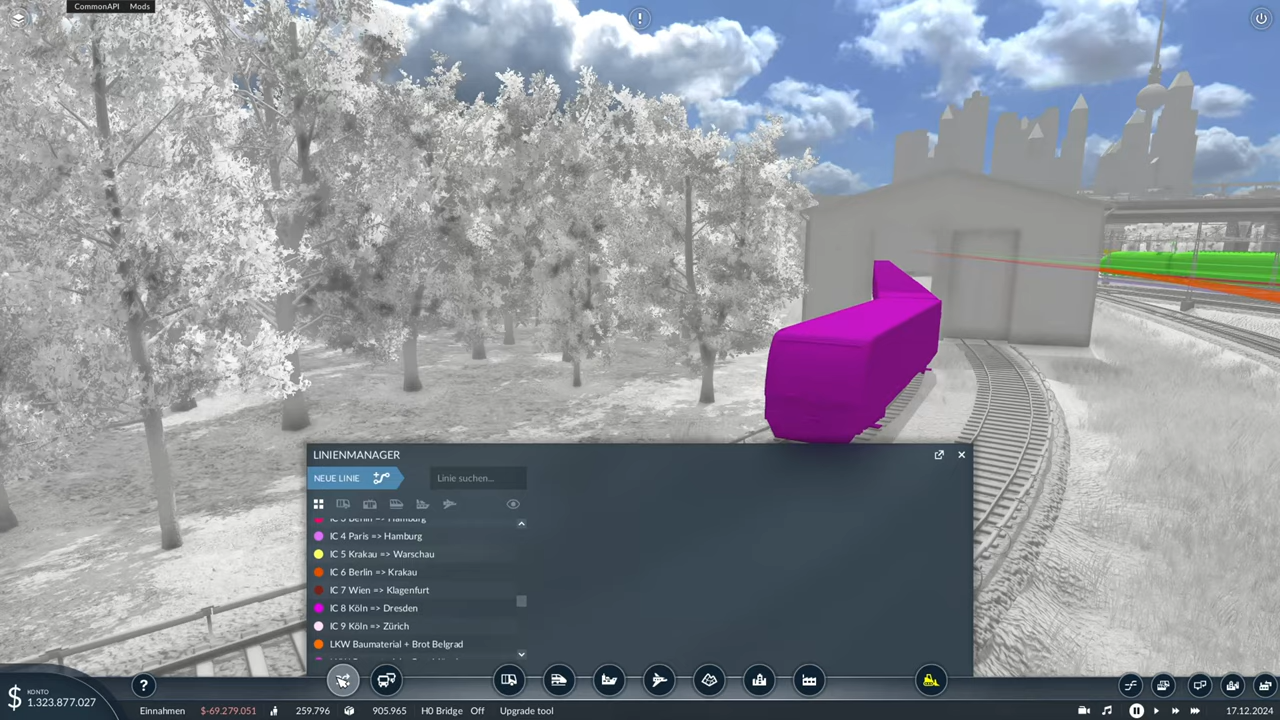 CommonAPI Mods
LINIENMANAGER
NEUE LINIE
Linie suchen...
IC 4 Paris => Hamburg
IC 5 Krakau => Warschau
IC 6 Berlin => Krakau
IC 7 Wien => Klagenfurt
IC 8 Köln => Dresden
IC 9 Köln => Zürich
LKW Baumaterial + Brot Belgrad
?
$ KONTO
1.323.877.027
Einnahmen $-69.279.051 259.796 905.965 H0 Bridge Off Upgrade tool
17.12.2024